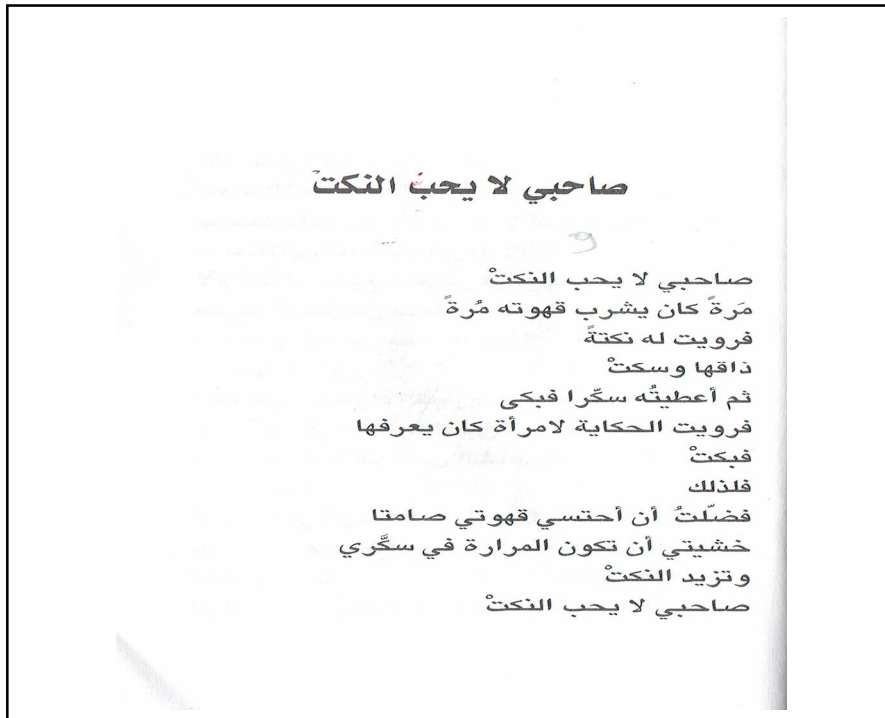 صاحبي لا يحب النكتْ
صاحبي لا يحب النكتْ
مَرةً كان يشرب قهوته مُرةً
فرويت له نكتةً
ذاقها وسكتْ
ثم أعطيتُه سكّرا فبكى
فرويت الحكاية لامرأة كان يعرفها
فبكتْ
فلذلك
فضّلتُ أن أحتسي قهوتي صامتا
خشيتي أن تكون المرارة في سكَّري
وتزيد النكتْ
صاحبي لا يحب النكتْ